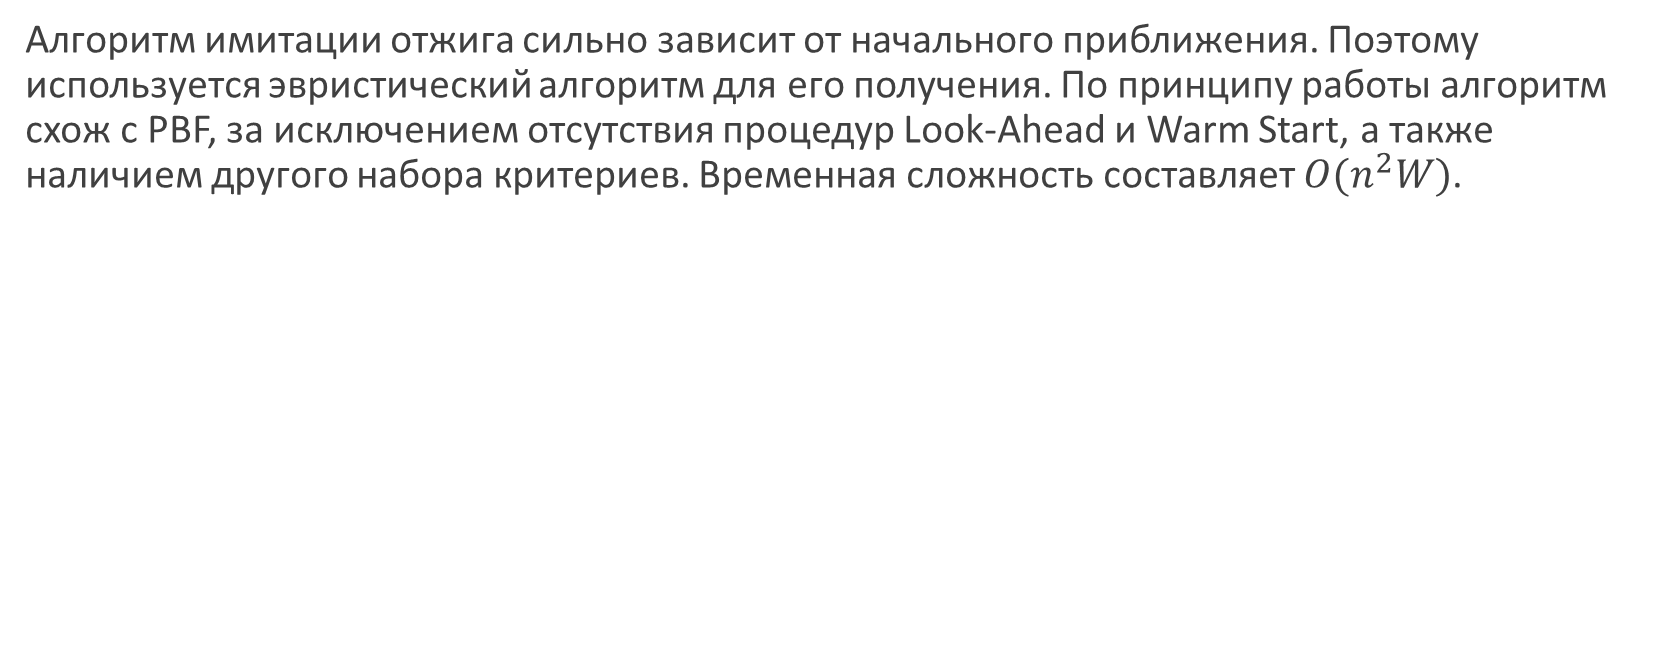 Алгоритм имитации отжига сильно зависит от начального приближения. Поэтому
используется эвристический алгоритм для его получения. По принципу работы алгоритм
схож с PBF, за исключением отсутствия процедур Look-Ahead и Warm Start, а также
наличием другого набора критериев. Временная сложность составляет 𝑂(𝑛²𝑊).